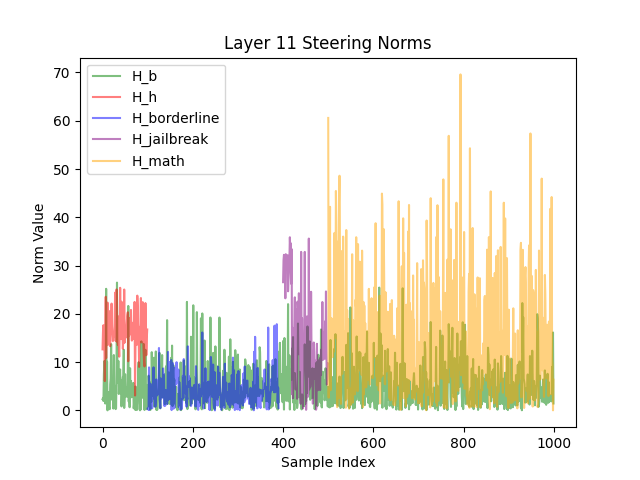 Layer 11 Steering Norms
H_b
H_h
H_borderline
H_jailbreak
H_math
Norm Value
70
60
50
40
30
20
10
0
0 200 400 600 800 1000
Sample Index